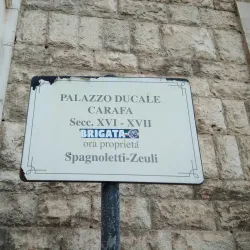 PALAZZO DUCALE
CARAFA
Secc. XVI - XVII
BRIGATA
ora proprietà
Spagnoletti-Zeuli